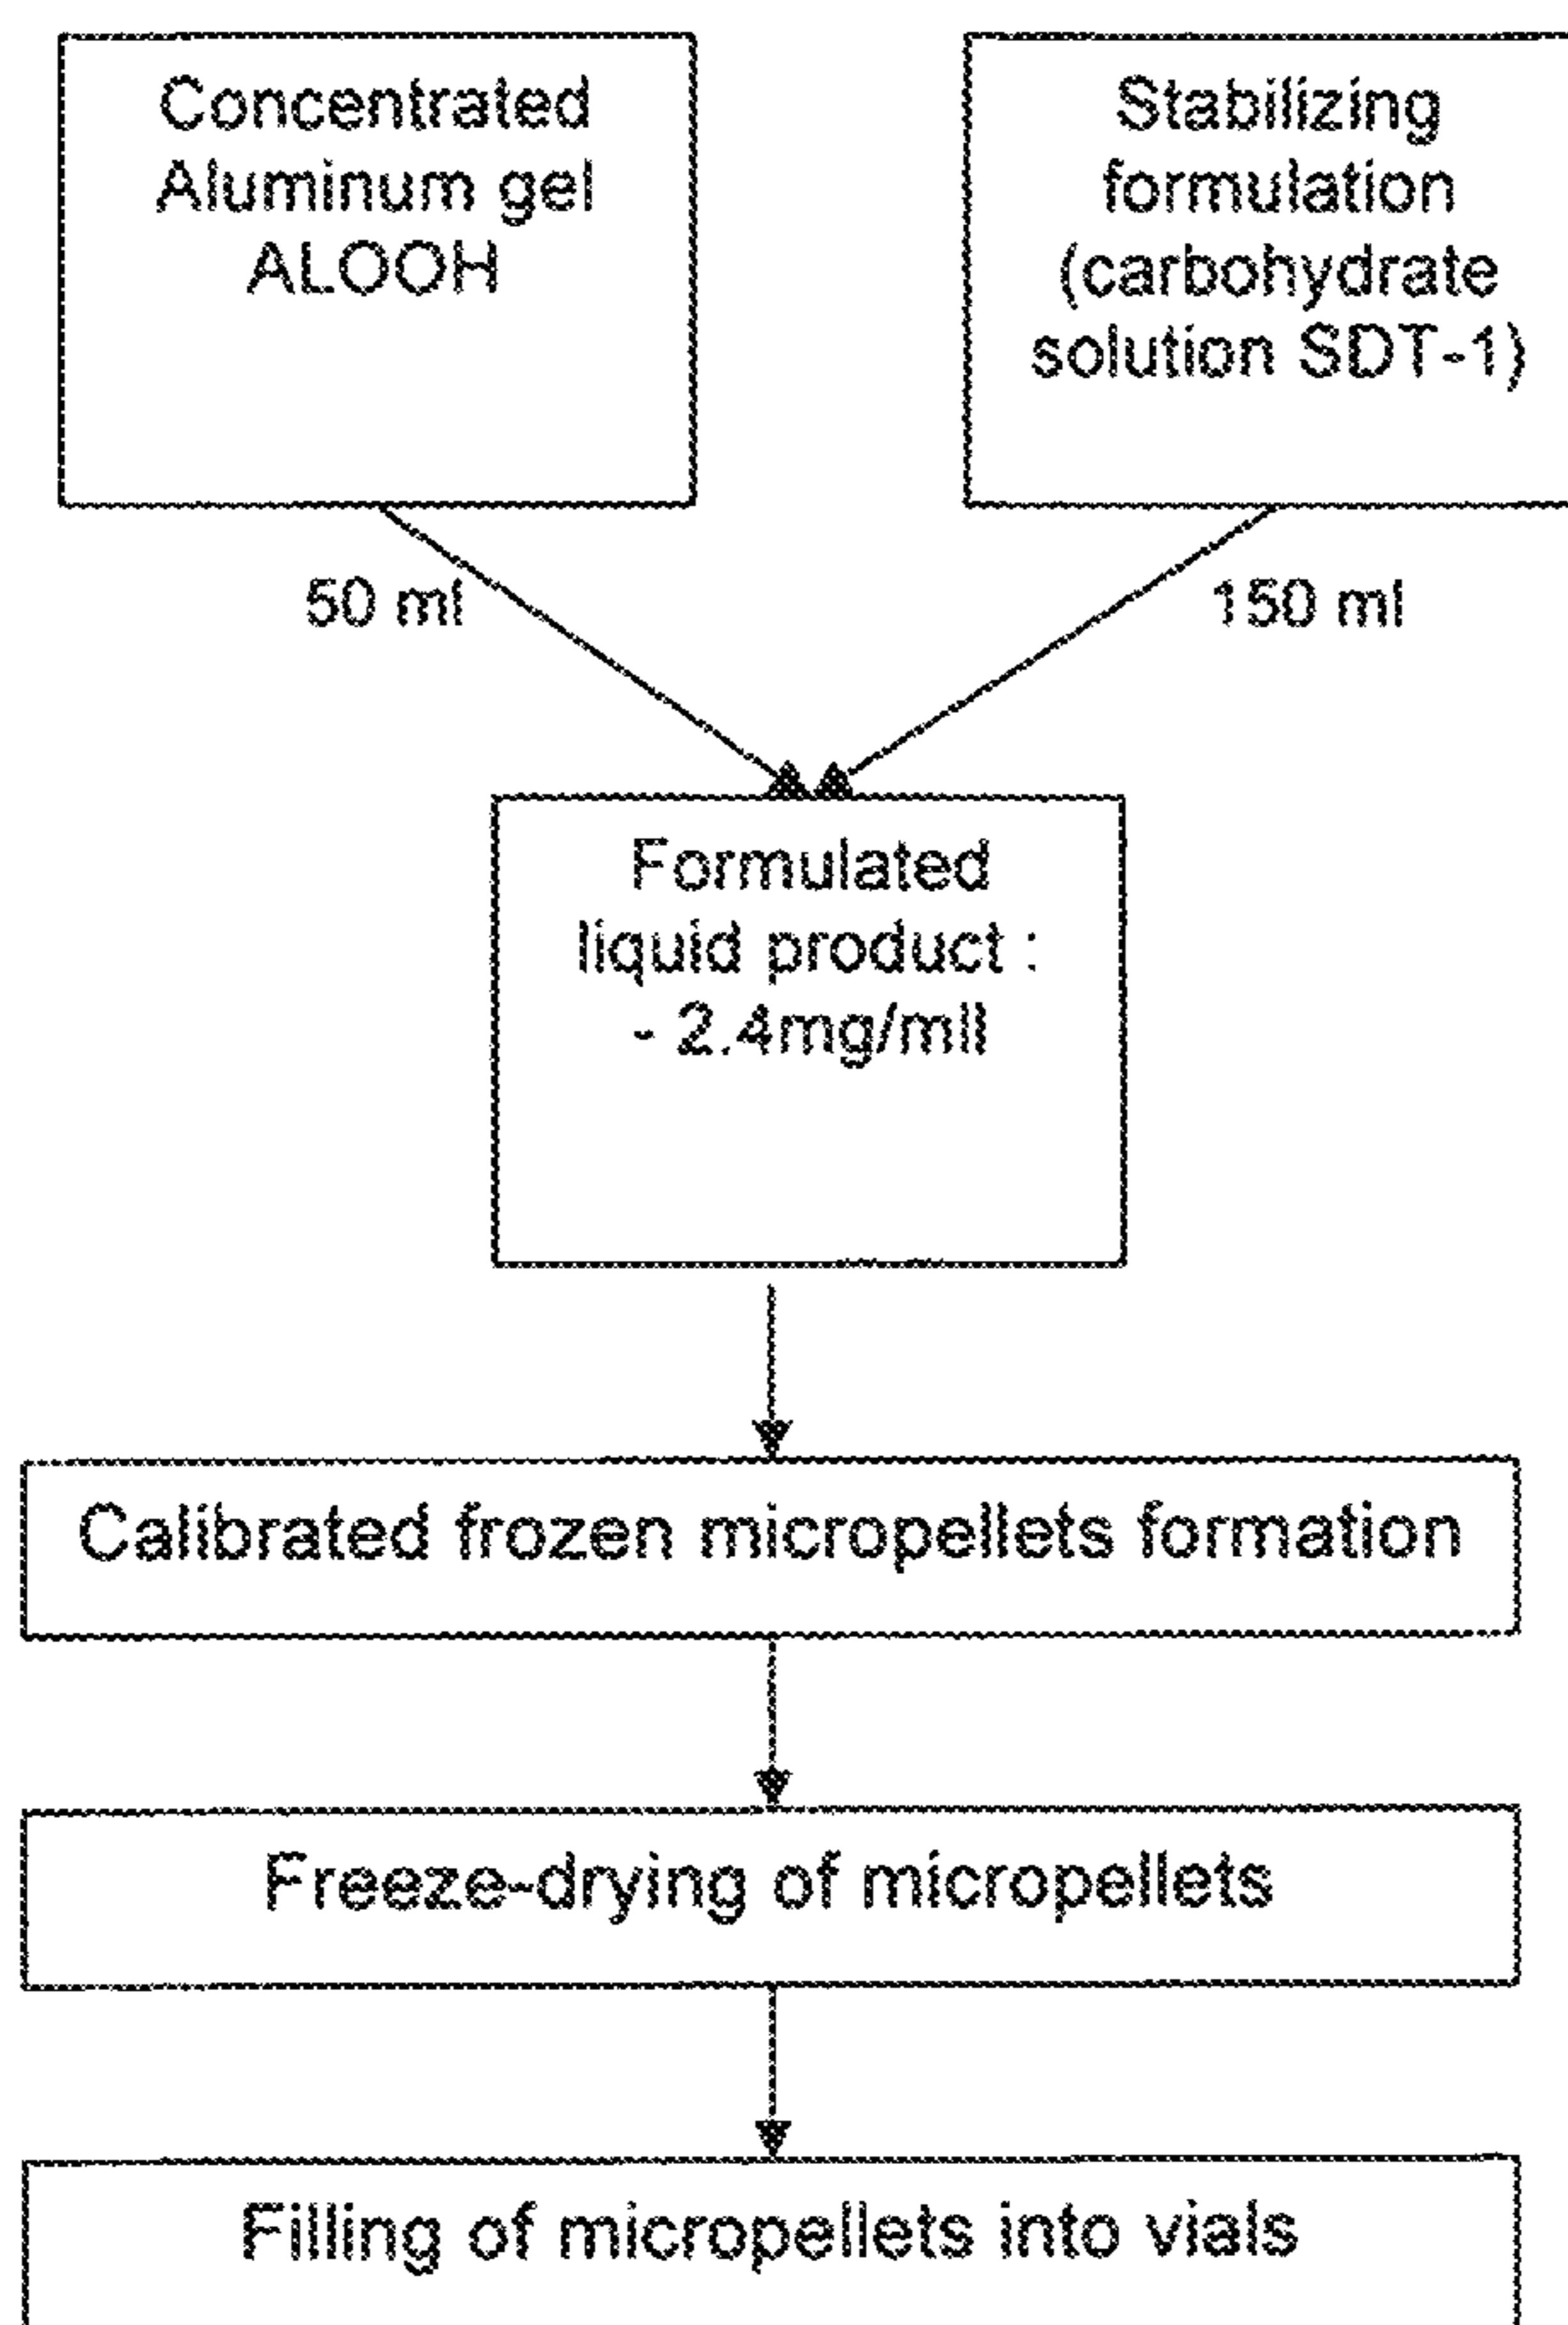 Concentrated
Aluminum gel
ALOOH
Stabilizing
formulation
(carbohydrate
solution SDT-1)
50 ml
150 ml
Formulated
liquid product :
- 2.4mg/mll
Calibrated frozen micropellets formation
Freeze-drying of micropellets
Filling of micropellets into vials